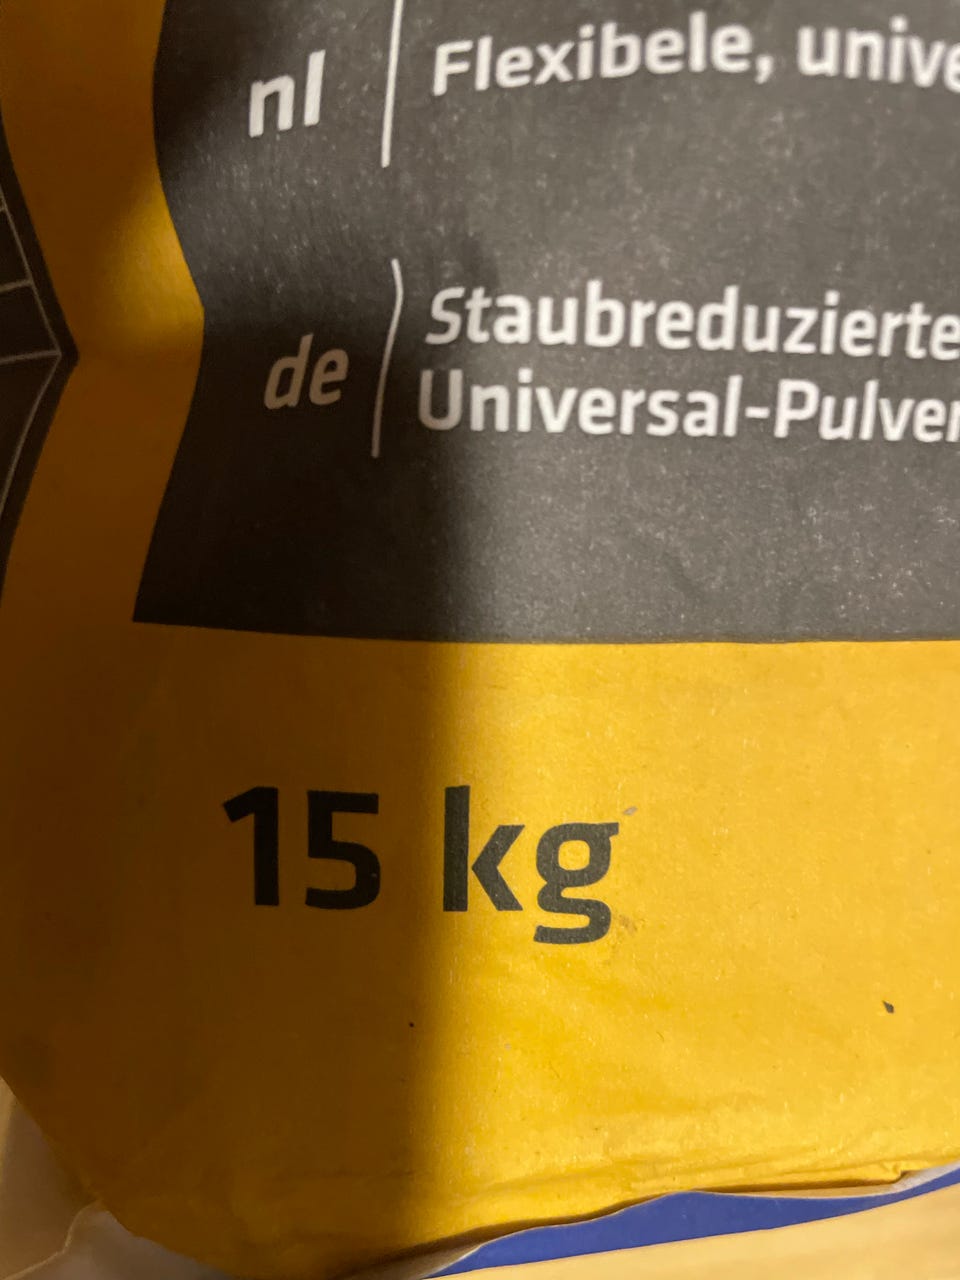 nl Flexibele, unive
de Staubreduzierte
Universal-Pulver
15 kg